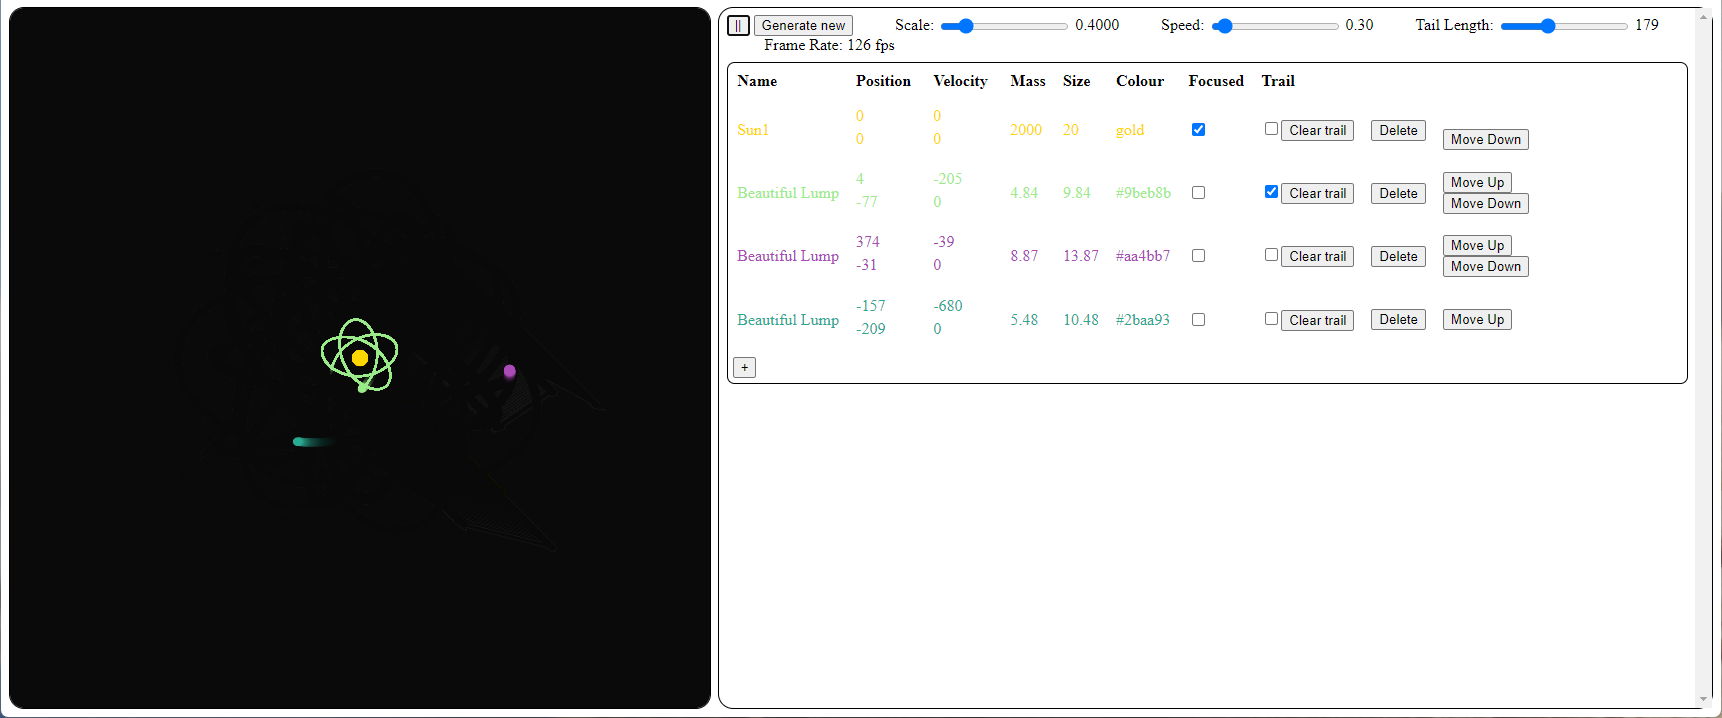 || Generate new Scale: 0.4000 Speed: 0.30 Tail Length: 179
Frame Rate: 126 fps
Name Position Velocity Mass Size Colour Focused Trail
0 0
Sun1 2000 20 gold Clear trail Delete
0 0 Move Down
4 -205 Move Up
Beautiful Lump 4.84 9.84 #9beb8b Clear trail Delete
-77 0 Move Down
374 -39 Move Up
Beautiful Lump 8.87 13.87 #aa4bb7 Clear trail Delete
-31 0 Move Down
-157 -680
Beautiful Lump 5.48 10.48 #2baa93 Clear trail Delete Move Up
-209 0
+